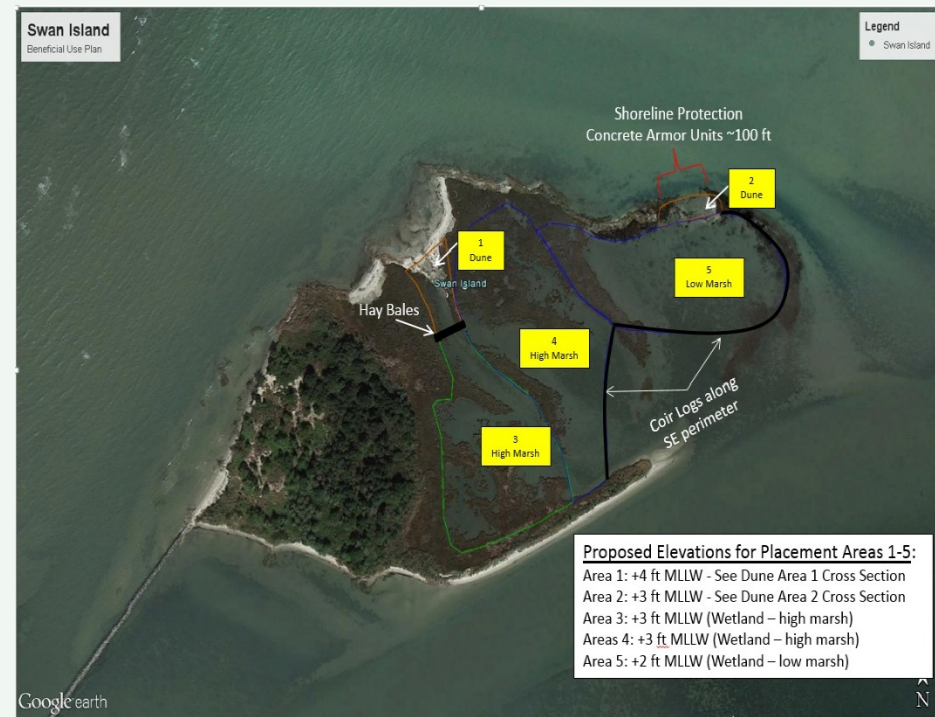 Swan Island
Beneficial Use Plan
Legend
Swan Island
Shoreline Protection
Concrete Armor Units ~100 ft
2
Dune
1
Dune
Swan Island
5
Low Marsh
Hay Bales
4
High Marsh
Coir Logs along
SE perimeter
3
High Marsh
Proposed Elevations for Placement Areas 1-5:
Area 1: +4 ft MLLW - See Dune Area 1 Cross Section
Area 2: +3 ft MLLW - See Dune Area 2 Cross Section
Area 3: +3 ft MLLW (Wetland – high marsh)
Areas 4: +3 ft MLLW (Wetland – high marsh)
Area 5: +2 ft MLLW (Wetland – low marsh)
Google earth
N